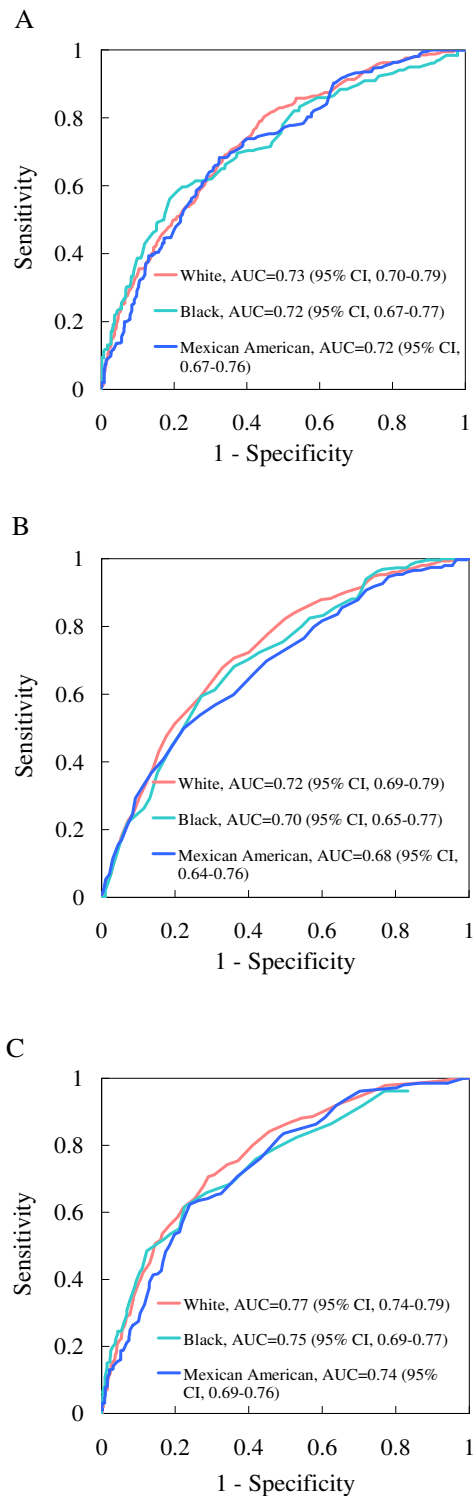 A
1
0.8
0.6
0.4
0.2
0
Sensitivity
White, AUC=0.73 (95% CI, 0.70-0.79)
Black, AUC=0.72 (95% CI, 0.67-0.77)
Mexican American, AUC=0.72 (95% CI,
0.67-0.76)
0 0.2 0.4 0.6 0.8 1
1 - Specificity
B
1
0.8
0.6
0.4
0.2
0
Sensitivity
White, AUC=0.72 (95% CI, 0.69-0.79)
Black, AUC=0.70 (95% CI, 0.65-0.77)
Mexican American, AUC=0.68 (95% CI,
0.64-0.76)
0 0.2 0.4 0.6 0.8 1
1 - Specificity
C
1
0.8
0.6
0.4
0.2
0
Sensitivity
White, AUC=0.77 (95% CI, 0.74-0.79)
Black, AUC=0.75 (95% CI, 0.69-0.77)
Mexican American, AUC=0.74 (95%
CI, 0.69-0.76)
0 0.2 0.4 0.6 0.8 1
1 - Specificity